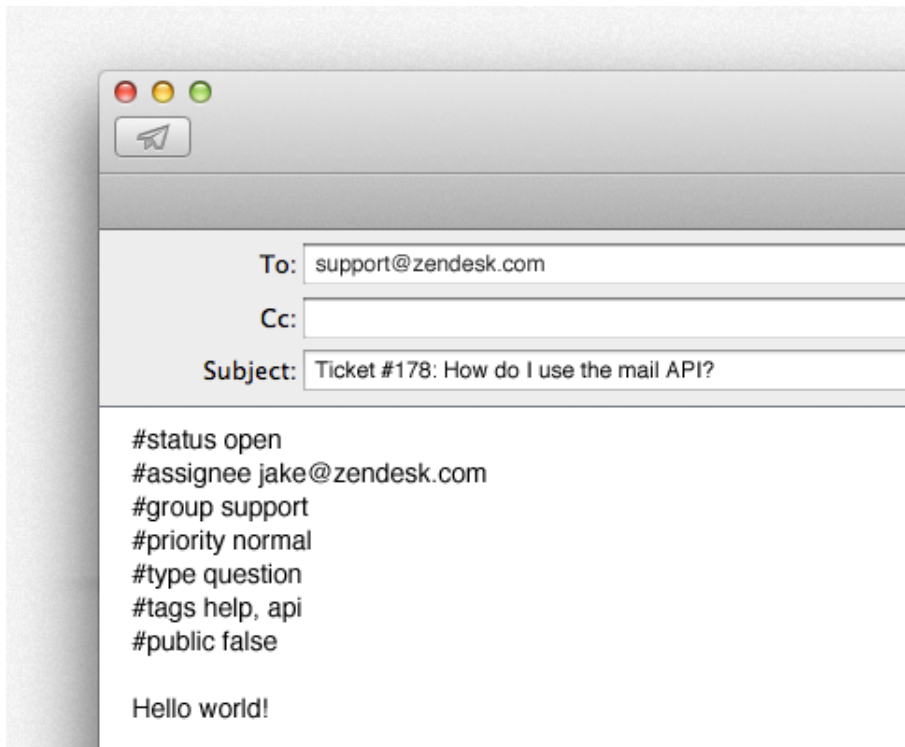 To: support@zendesk.com
Cc:
Subject: Ticket #178: How do I use the mail API?
#status open
#assignee jake@zendesk.com
#group support
#priority normal
#type question
#tags help, api
#public false
Hello world!